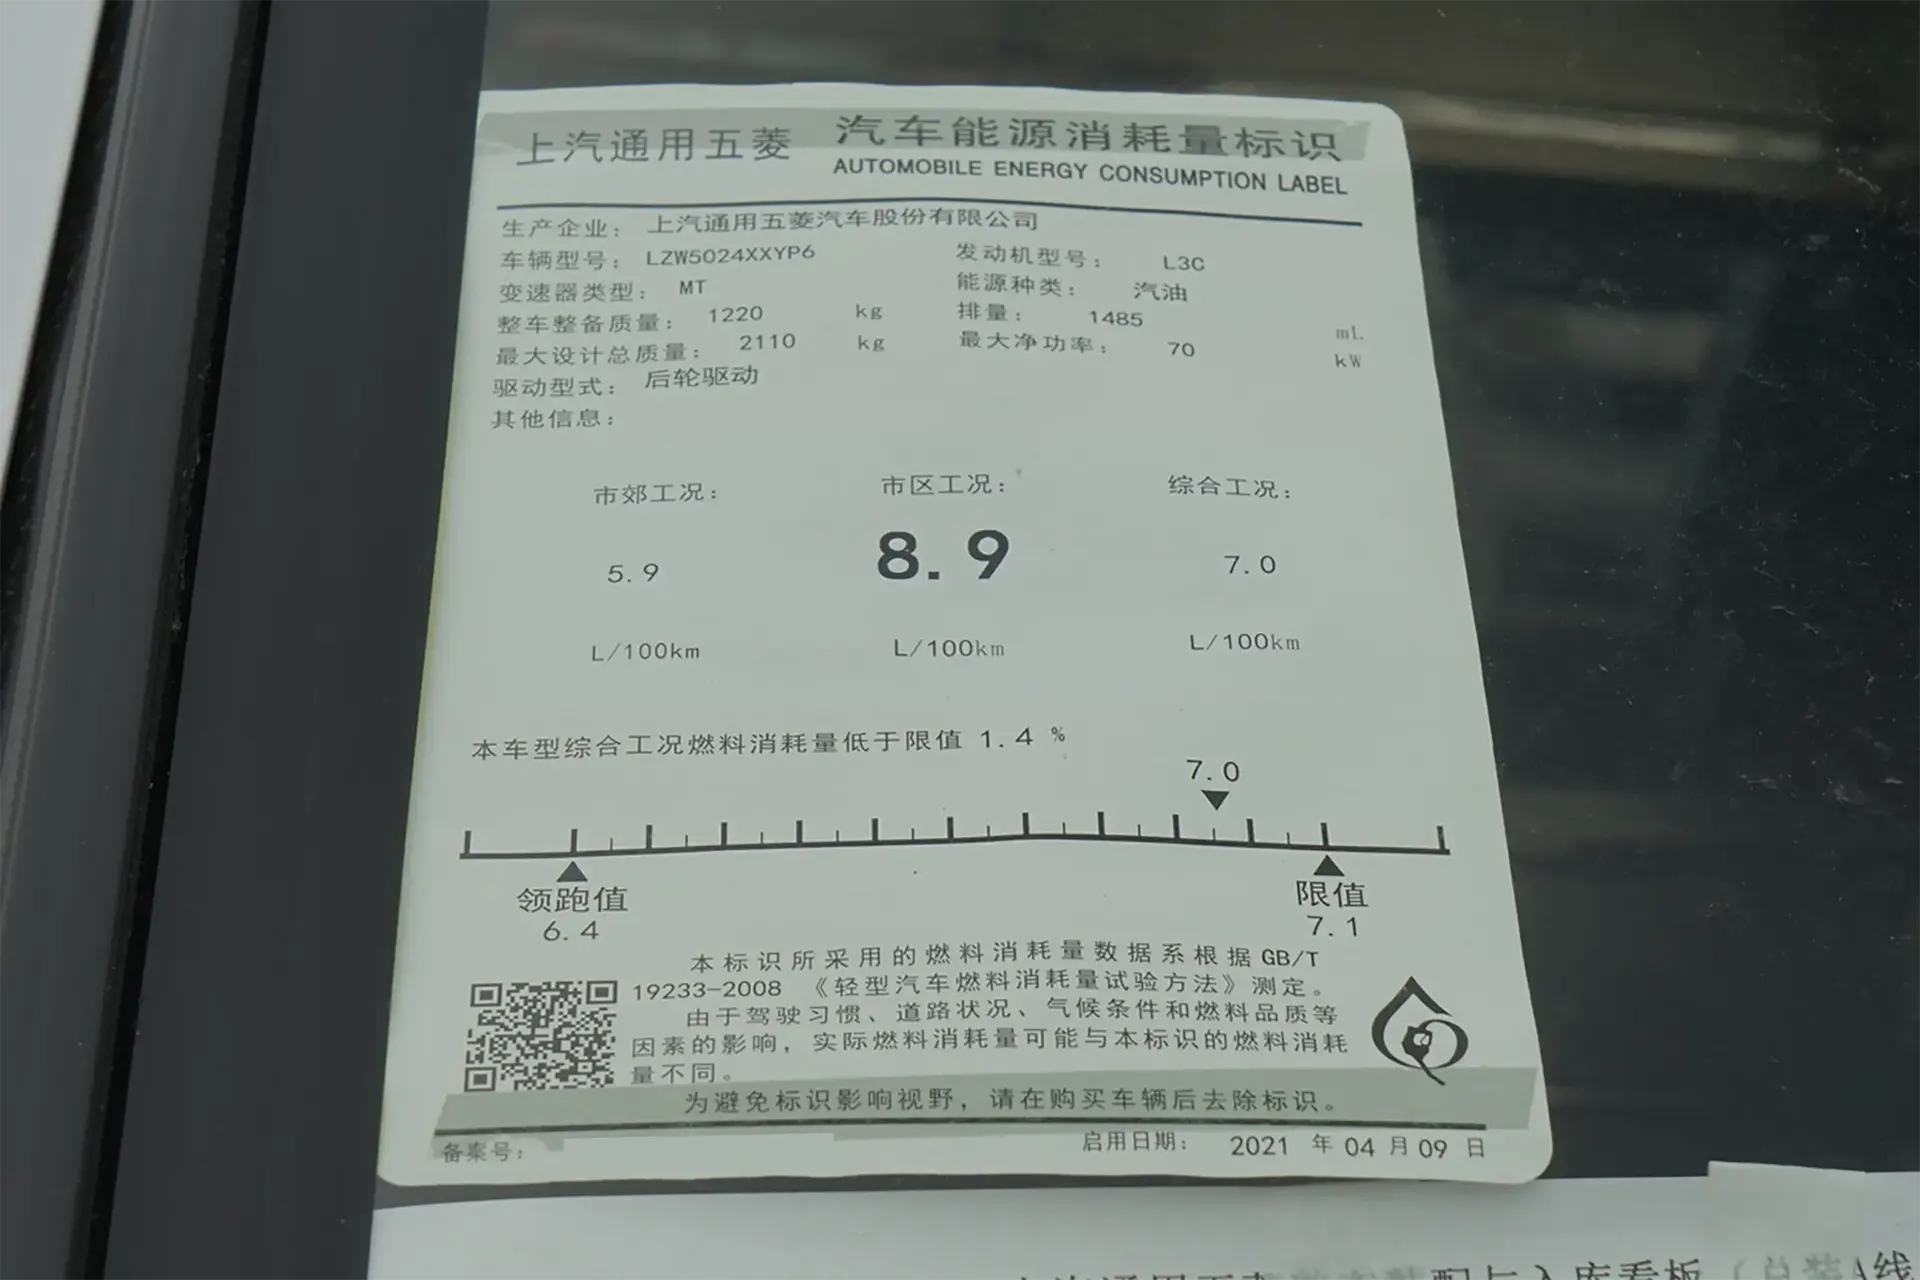 上汽通用五菱 汽车能源消耗量标识
AUTOMOBILE ENERGY CONSUMPTION LABEL
生产企业： 上汽通用五菱汽车股份有限公司
车辆型号： LZW5024XXYP6 发动机型号： L3C
变速器类型： MT 能源种类： 汽油
整车整备质量： 1220 kg 排量： 1485 mL
最大设计总质量： 2110 kg 最大净功率： 70 kW
驱动型式： 后轮驱动
其他信息：
市郊工况： 市区工况： 综合工况：
5.9 8.9 7.0
L/100km L/100km L/100km
本车型综合工况燃料消耗量低于限值 1.4 %
7.0
领跑值 限值
6.4 7.1
本标识所采用的燃料消耗量数据系根据GB/T
19233-2008 《轻型汽车燃料消耗量试验方法》测定。
由于驾驶习惯、道路状况、气候条件和燃料品质等
因素的影响，实际燃料消耗量可能与本标识的燃料消耗
量不同。
为避免标识影响视野，请在购买车辆后去除标识。
备案号： 启用日期： 2021 年 04 月 09 日
配与入库看板（总装A线